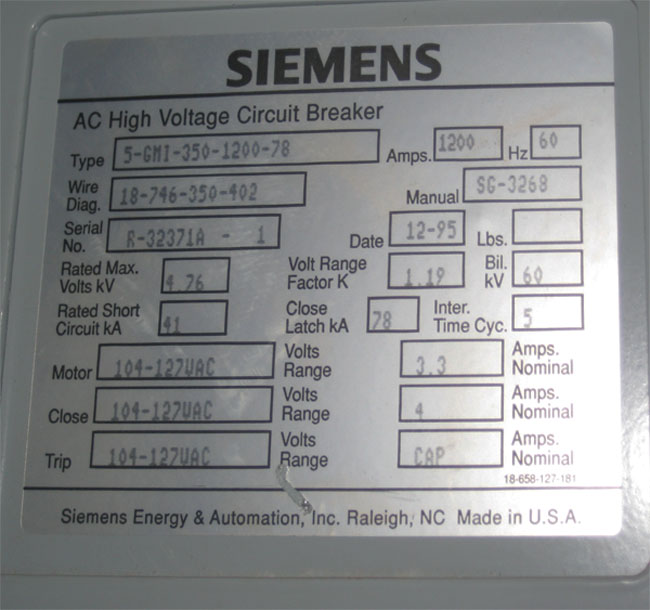 SIEMENS
AC High Voltage Circuit Breaker
Type 5-GMI-350-1200-78 Amps. 1200 Hz 60
Wire Diag. 18-746-350-402 Manual SG-3268
Serial No. R-32371A - 1 Date 12-95 Lbs.
Rated Max. Volts kV 4.76 Volt Range Factor K 1.19 Bil. kV 60
Rated Short Circuit kA 41 Close Latch kA 78 Inter. Time Cyc. 5
Motor 104-127VAC Volts Range 3.3 Amps. Nominal
Close 104-127VAC Volts Range 4 Amps. Nominal
Trip 104-127VAC Volts Range CAP Amps. Nominal
18-658-127-181
Siemens Energy & Automation, Inc. Raleigh, NC Made in U.S.A.